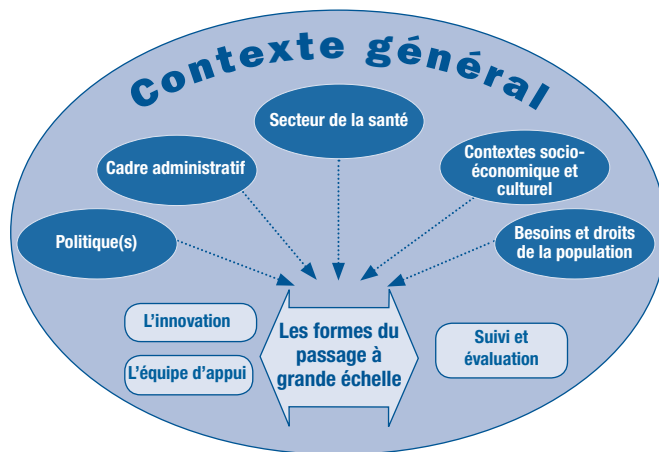 Contexte général
Secteur de la santé
Cadre administratif
Contextes socio-
économique et
culturel
Politique(s)
Besoins et droits
de la population
L'innovation
L'équipe d'appui
Les formes du
passage à
grande échelle
Suivi et
évaluation